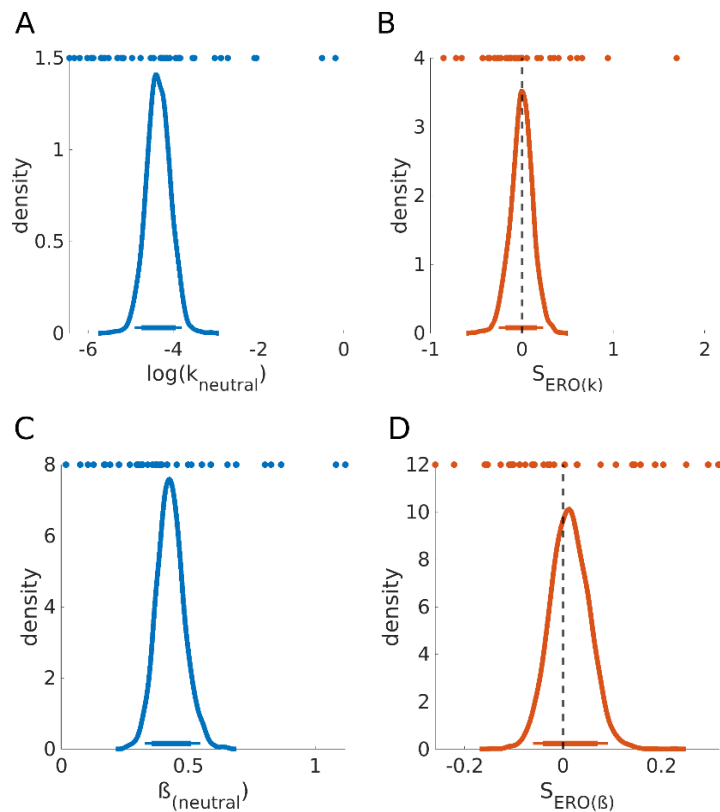 A
B
1.5
1
0.5
0
density
-6
-4
-2
0
log(k_neutral)
4
3
2
1
0
density
-1
0
1
2
S_ERO(k)
C
D
8
6
4
2
0
density
0
0.5
1
ß_(neutral)
12
10
8
6
4
2
0
density
-0.2
0
0.2
S_ERO(ß)